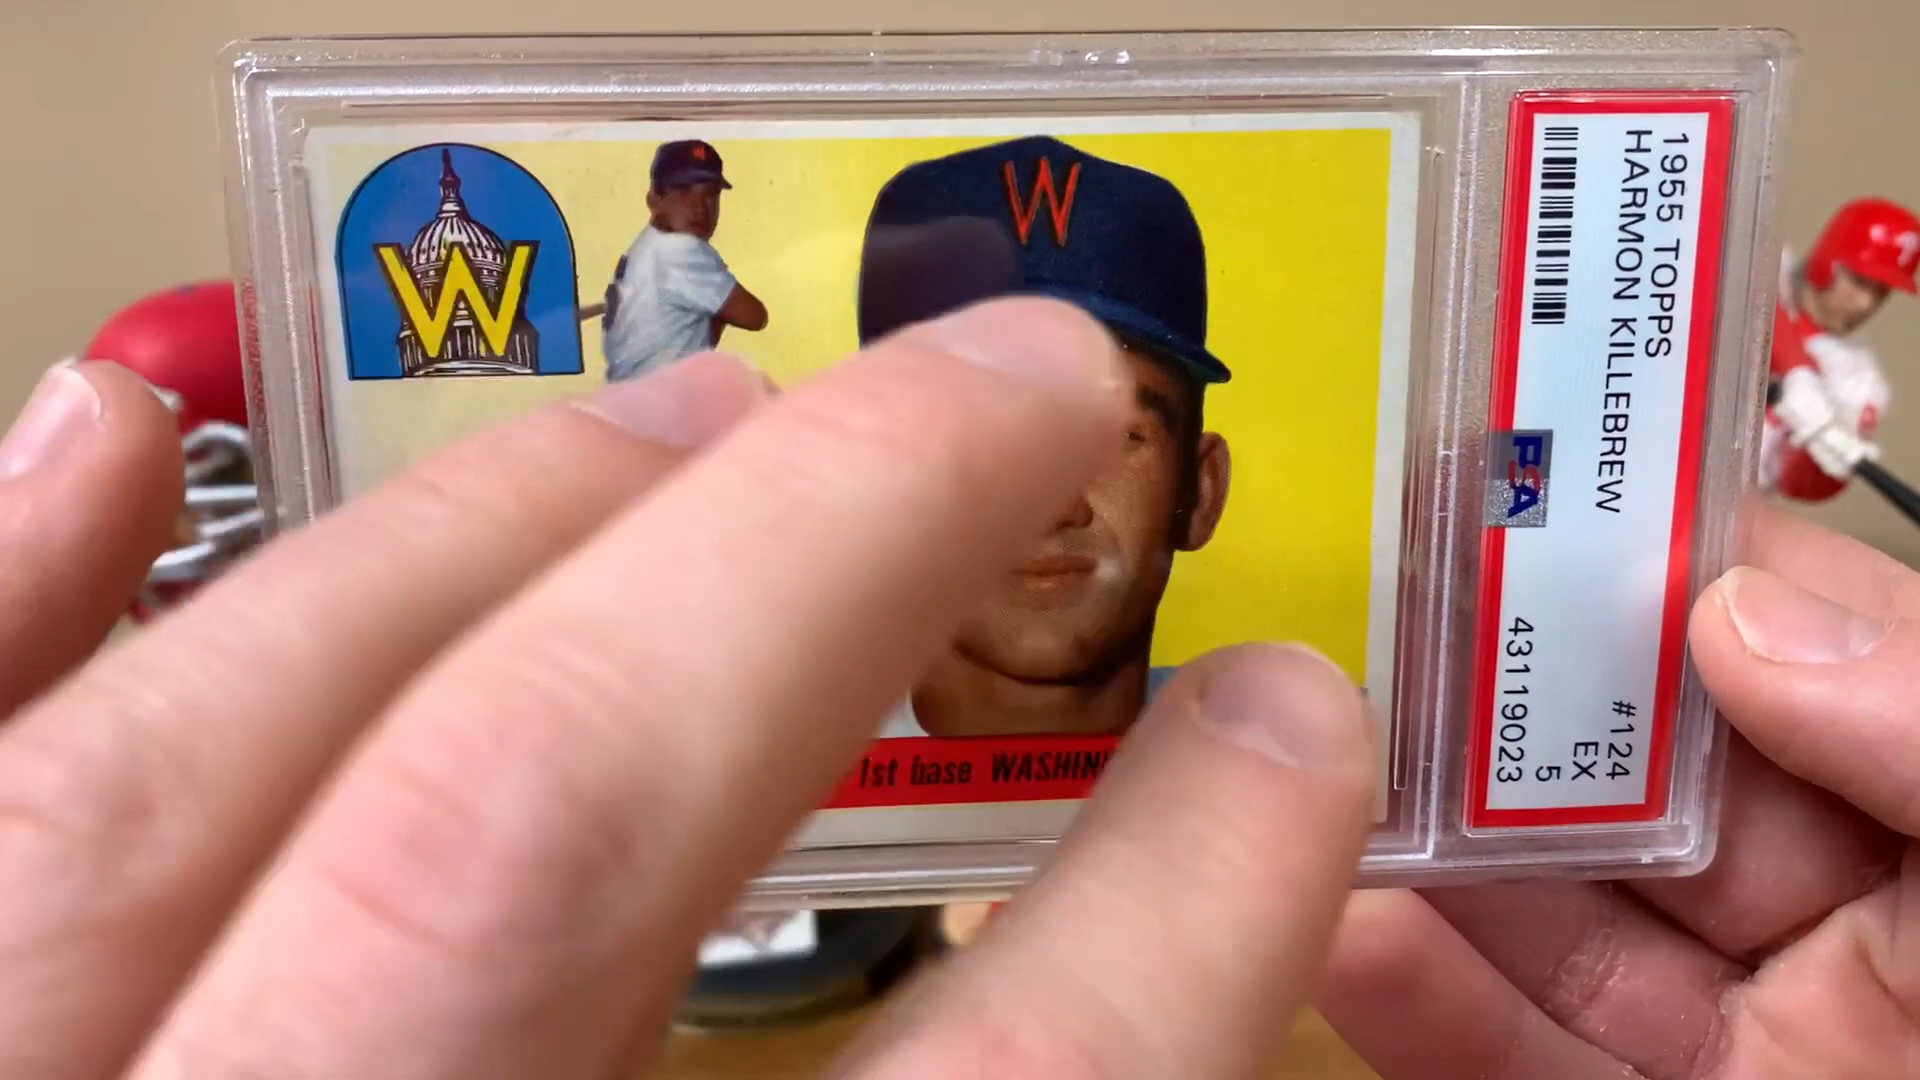 W
W
1st base WASHIN
1955 TOPPS
HARMON KILLEBREW
#124
EX
5
PSA
43119023